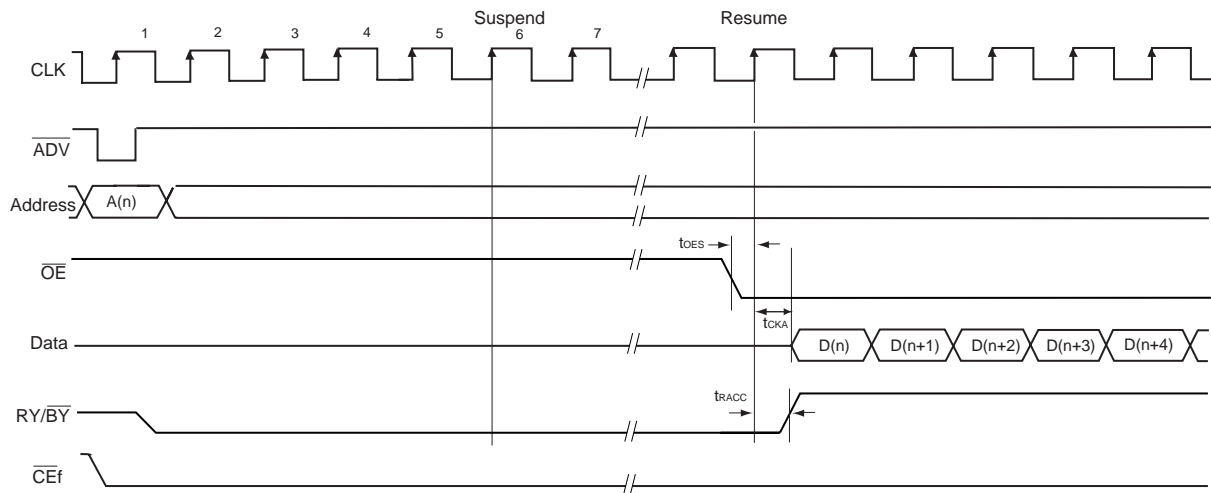 Suspend Resume
1 2 3 4 5 6 7
CLK
ADV
Address A(n)
tOES
OE
tCKA
Data D(n) D(n+1) D(n+2) D(n+3) D(n+4)
tRACC
RY/BY
CEf